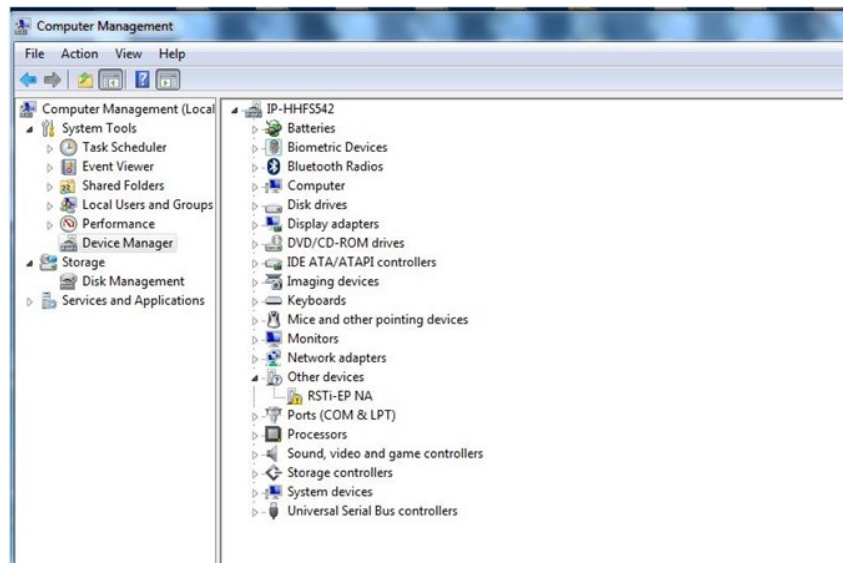 Computer Management
File Action View Help
Computer Management (Local
System Tools
Task Scheduler
Event Viewer
Shared Folders
Local Users and Groups
Performance
Device Manager
Storage
Disk Management
Services and Applications
IP-HHFS542
Batteries
Biometric Devices
Bluetooth Radios
Computer
Disk drives
Display adapters
DVD/CD-ROM drives
IDE ATA/ATAPI controllers
Imaging devices
Keyboards
Mice and other pointing devices
Monitors
Network adapters
Other devices
RSTi-EP NA
Ports (COM & LPT)
Processors
Sound, video and game controllers
Storage controllers
System devices
Universal Serial Bus controllers